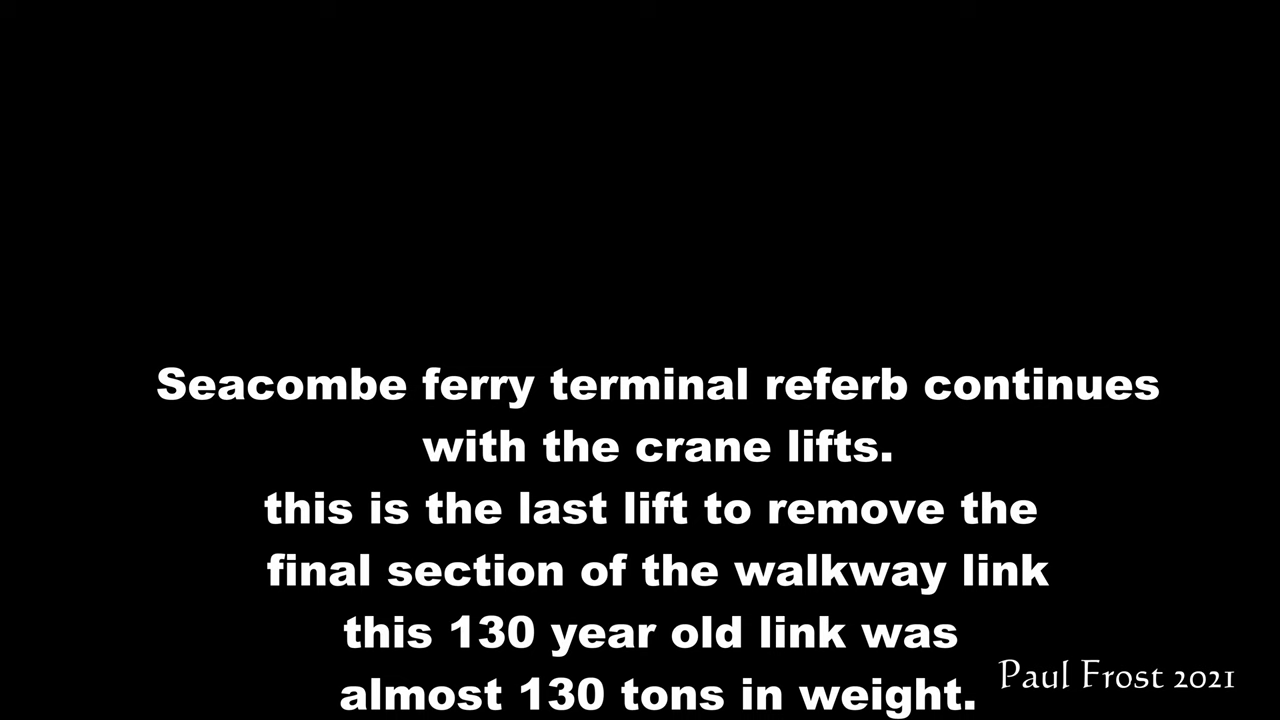 Seacombe ferry terminal referb continues
with the crane lifts.
this is the last lift to remove the
final section of the walkway link
this 130 year old link was
almost 130 tons in weight.
Paul Frost 2021